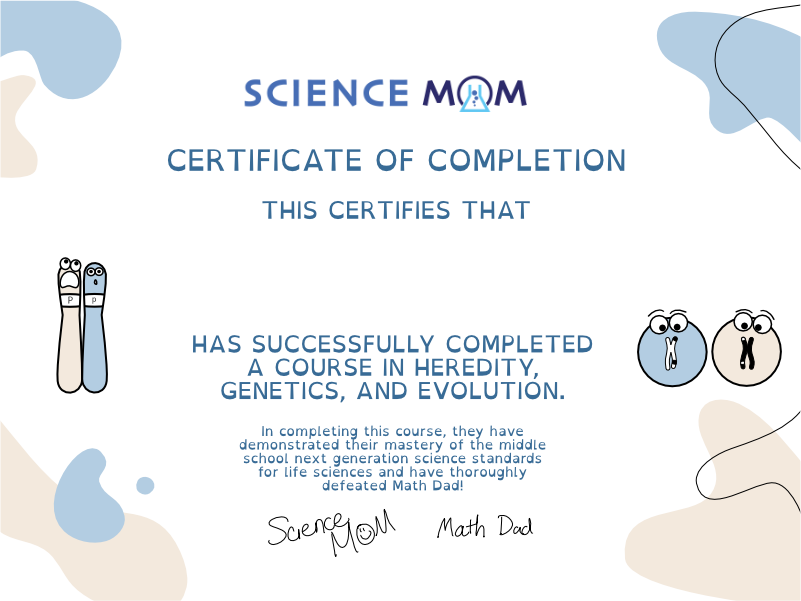 SCIENCE MOM
CERTIFICATE OF COMPLETION
THIS CERTIFIES THAT
P p
HAS SUCCESSFULLY COMPLETED
A COURSE IN HEREDITY,
GENETICS, AND EVOLUTION.
In completing this course, they have
demonstrated their mastery of the middle
school next generation science standards
for life sciences and have thoroughly
defeated Math Dad!
Science MOM Math Dad